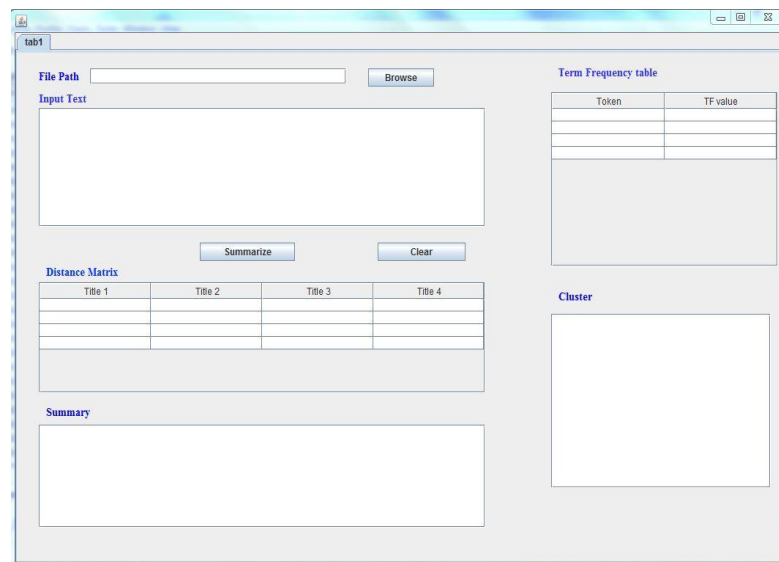 tab1
File Path
Browse
Input Text
Summarize
Clear
Distance Matrix
Title 1 Title 2 Title 3 Title 4
Summary
Term Frequency table
Token TF value
Cluster